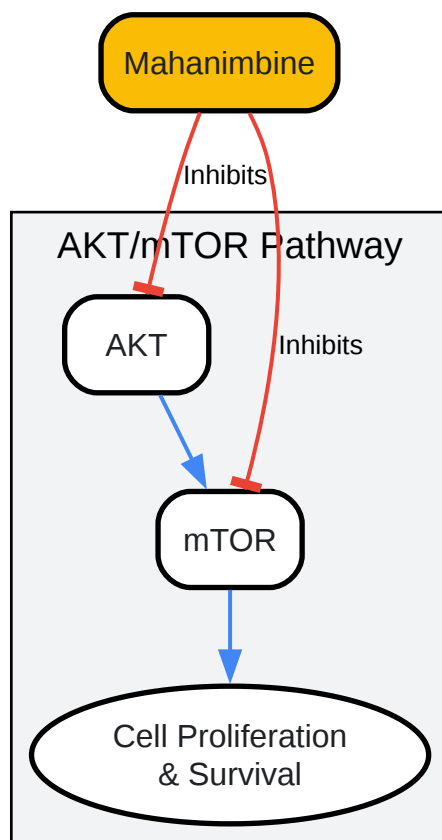 Mahanimbine
Inhibits
AKT/mTOR Pathway
AKT
Inhibits
mTOR
Cell Proliferation
& Survival